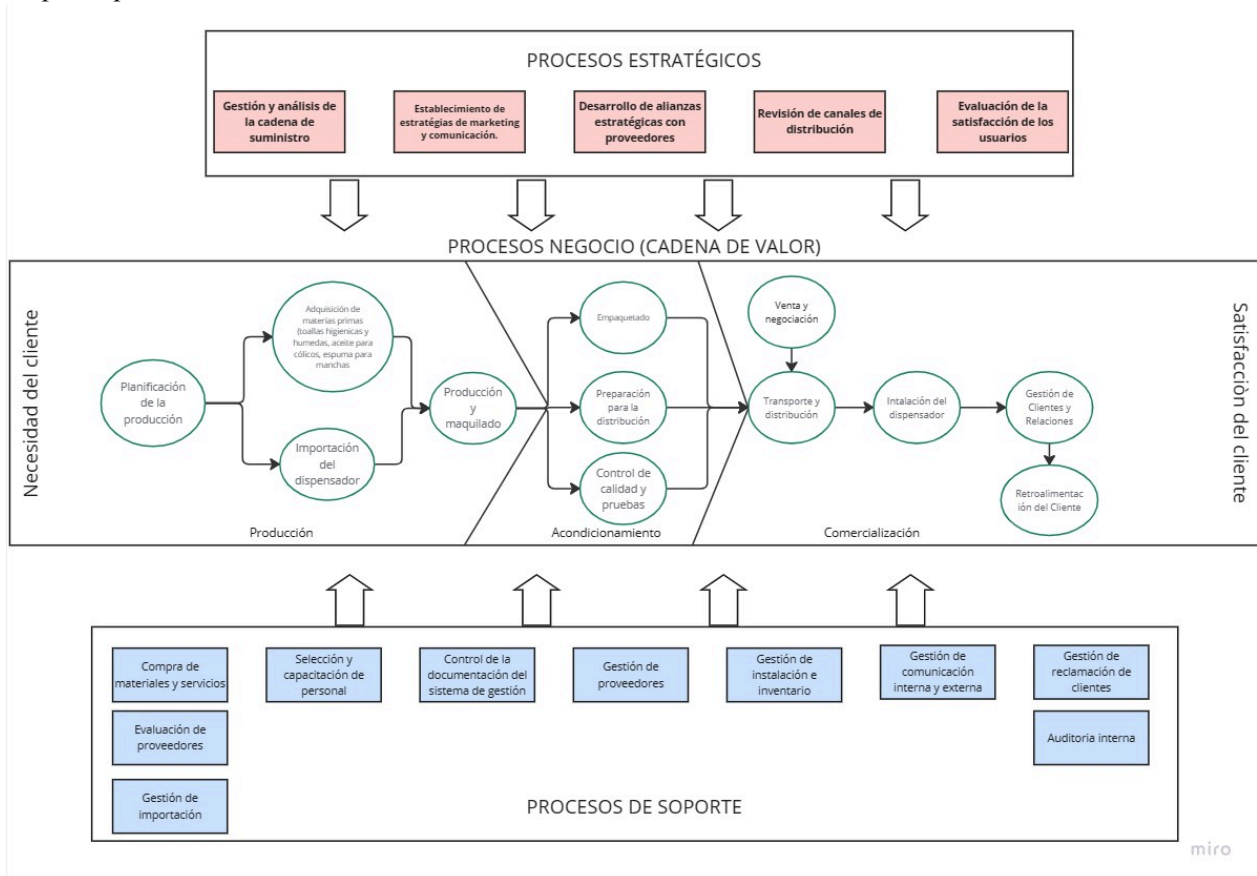 PROCESOS ESTRATÉGICOS
Gestión y análisis de
la cadena de
suministro
Establecimiento de
estratégias de marketing
y comunicación.
Desarrollo de alianzas
estratégicas con
proveedores
Revisión de canales de
distribución
Evaluación de la
satisfacción de los
usuarios
PROCESOS NEGOCIO (CADENA DE VALOR)
Necesidad del cliente
Planificación
de la
producción
Adquisición de
materias primas
(toallas higienicas y
humedas, aceite para
cólicos, espuma para
manchas
Importación
del
dispensador
Producción
y
maquilado
Producción
Empaquetado
Preparación
para la
distribución
Control de
calidad y
pruebas
Acondicionamiento
Venta y
negociación
Transporte y
distribución
Intalación del
dispensador
Gestión de
Clientes y
Relaciones
Retroalimentac
ión del Cliente
Comercialización
Satisfacciòn del cliente
Compra de
materiales y servicios
Selección y
capacitación de
personal
Control de la
documentación del
sistema de gestión
Gestión de
proveedores
Gestión de
instalación e
inventario
Gestión de
comunicación
interna y externa
Gestión de
reclamación de
clientes
Evaluación de
proveedores
Auditoria interna
Gestión de
importación
PROCESOS DE SOPORTE
miro